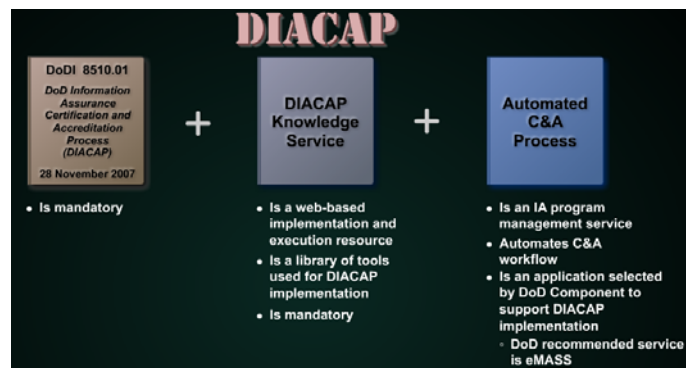 DIACAP
DoDI 8510.01
DoD Information
Assurance
Certification and
Accreditation
Process
(DIACAP)
28 November 2007
+
DIACAP
Knowledge
Service
+
Automated
C&A
Process
• Is mandatory
• Is a web-based
implementation and
execution resource
• Is a library of tools
used for DIACAP
implementation
• Is mandatory
• Is an IA program
management service
• Automates C&A
workflow
• Is an application selected
by DoD Component to
support DIACAP
implementation
◦ DoD recommended service
is eMASS